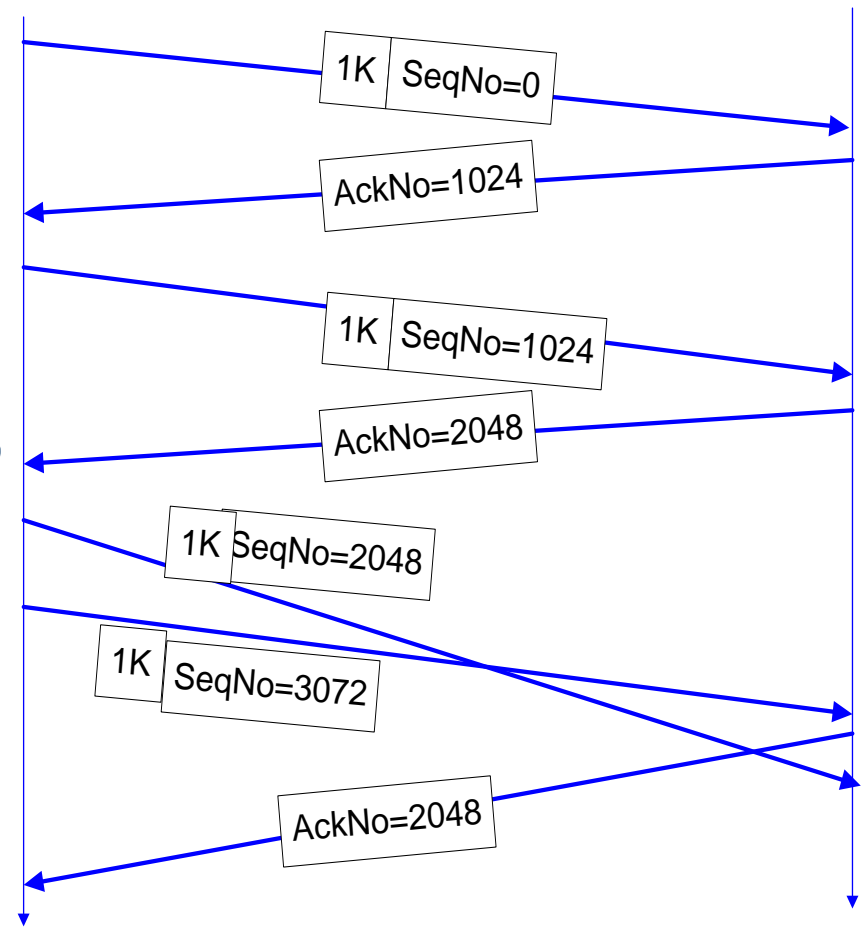 1K SeqNo=0
AckNo=1024
1K SeqNo=1024
AckNo=2048
1K SeqNo=2048
1K SeqNo=3072
AckNo=2048